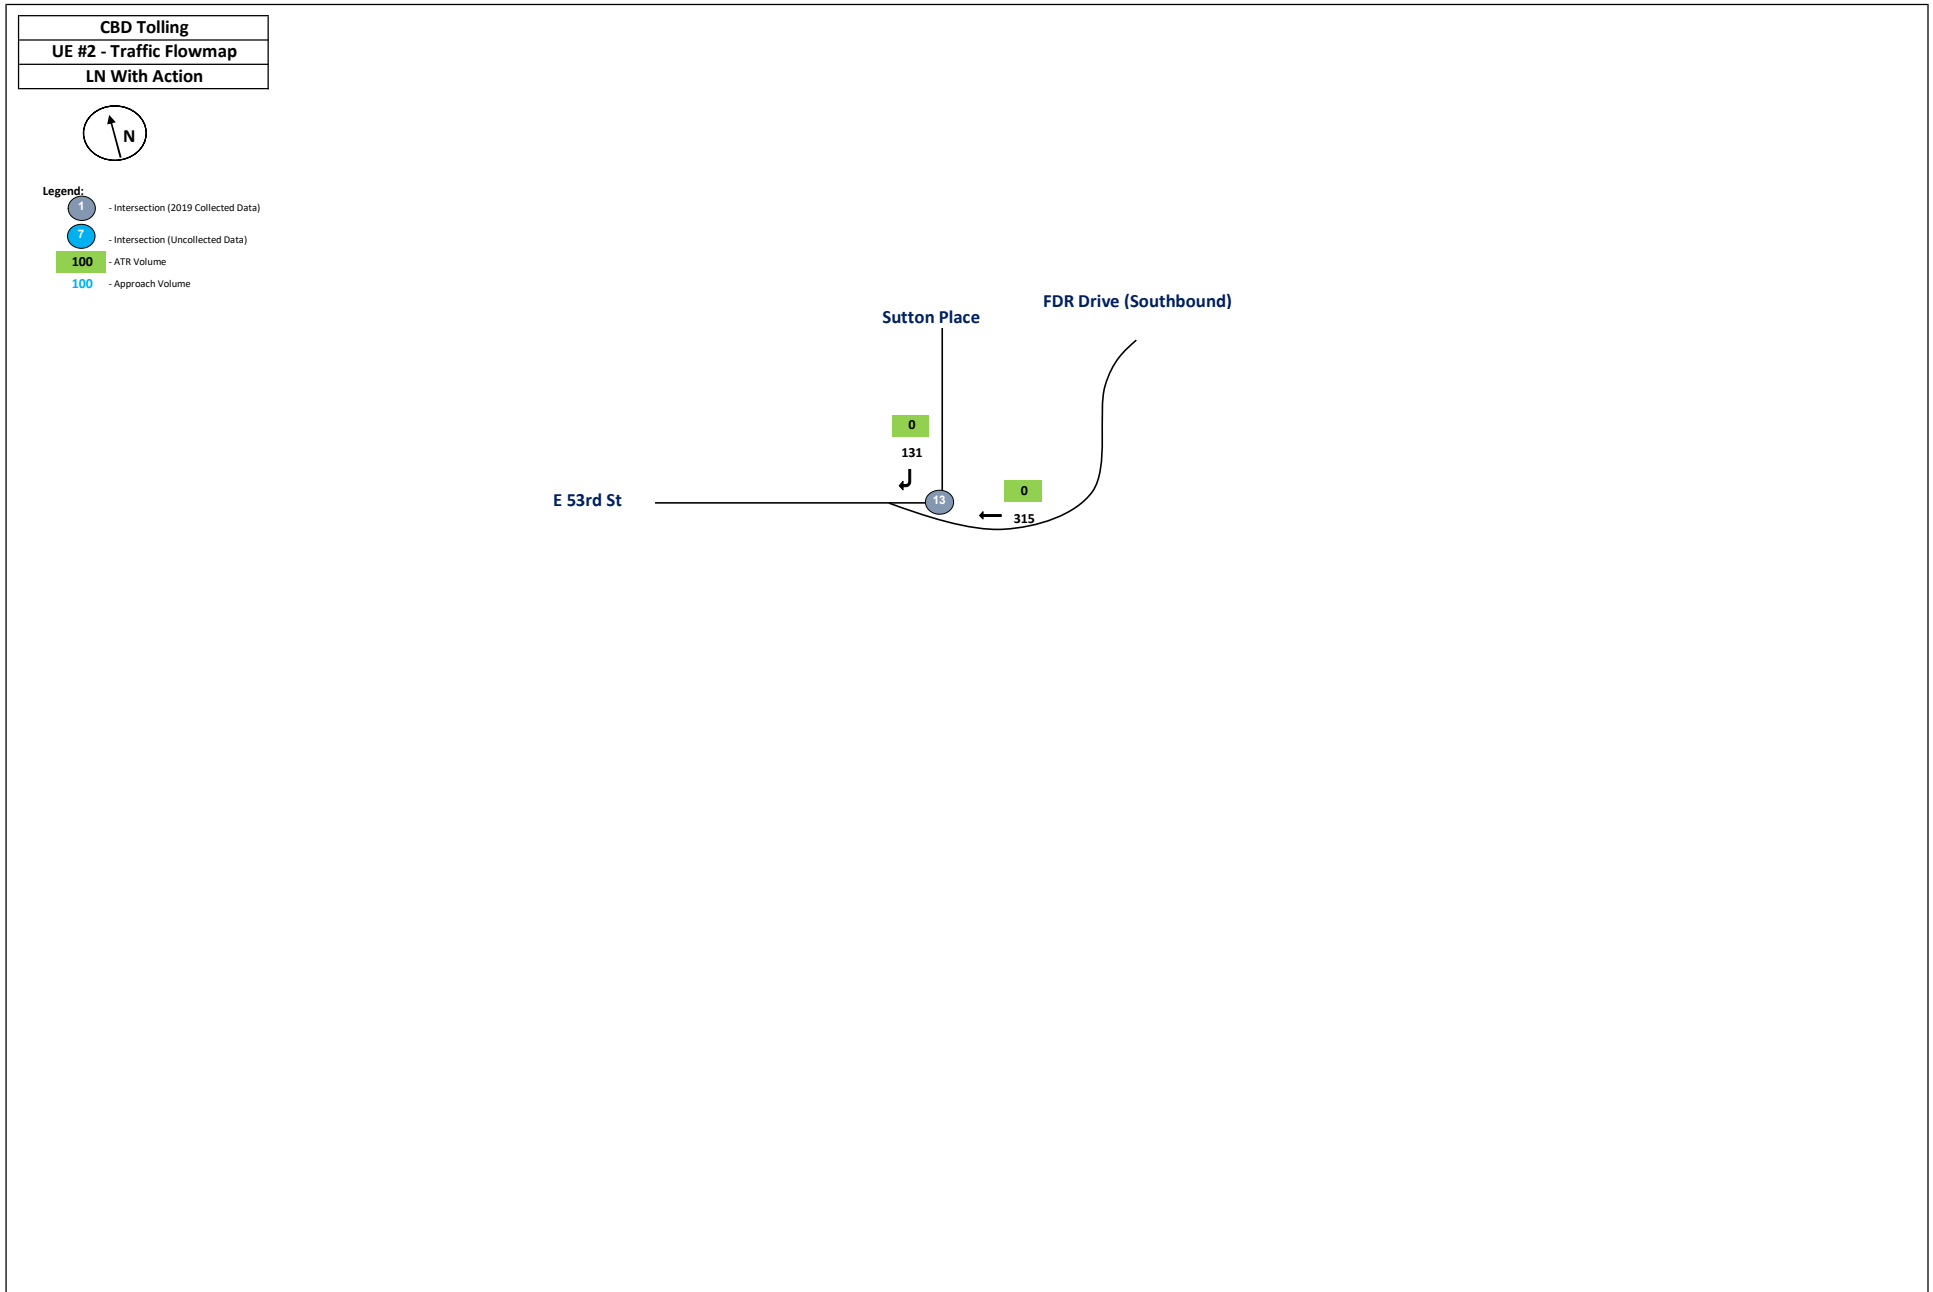 CBD Tolling
UE #2 - Traffic Flowmap
LN With Action
N
Legend:
1 - Intersection (2019 Collected Data)
7 - Intersection (Uncollected Data)
100 - ATR Volume
100 - Approach Volume
FDR Drive (Southbound)
Sutton Place
0
131
E 53rd St
13
0
315